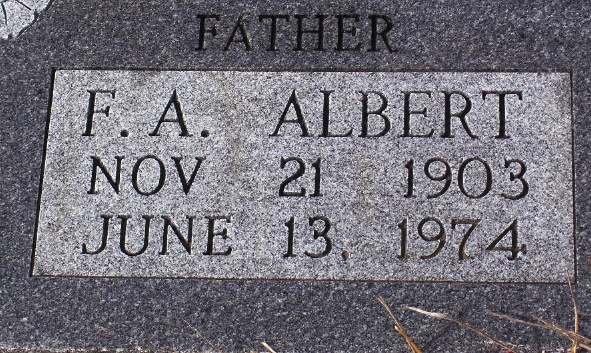 FATHER
F. A. ALBERT
NOV 21 1903
JUNE 13, 1974